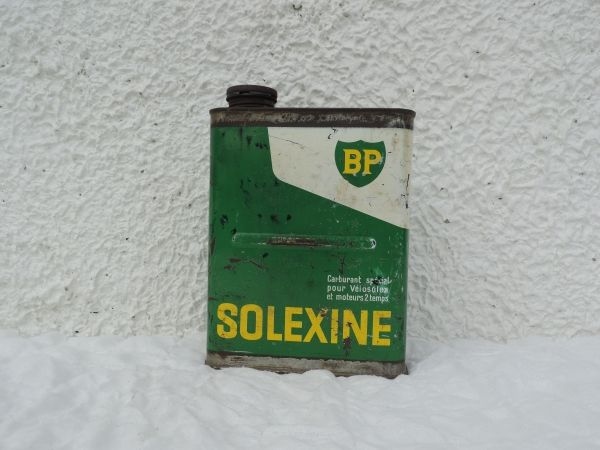 BP
Carburant spécial
pour Vélosolex
et moteurs 2 temps
SOLEXINE